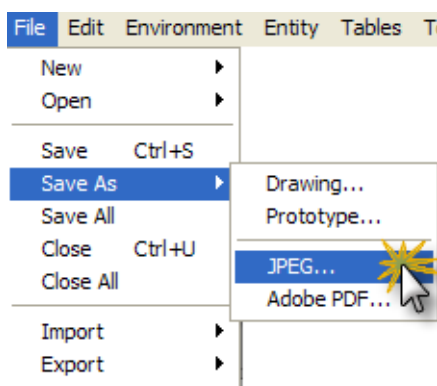 File Edit Environment Entity Tables
New
Open
Save Ctrl+S
Save As
Drawing...
Save All
Prototype...
Close Ctrl+U
JPEG...
Close All
Adobe PDF...
Import
Export